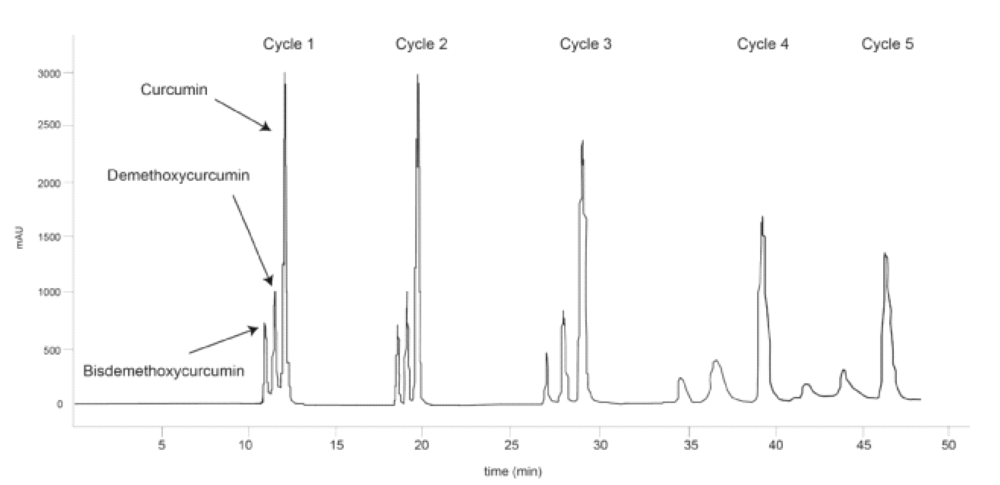 Cycle 1 Cycle 2 Cycle 3 Cycle 4 Cycle 5
3000
Curcumin
2500
Demethoxycurcumin
2000
mAU
1500
1000
500
Bisdemethoxycurcumin
0
5 10 15 20 25 30 35 40 45 50
time (min)